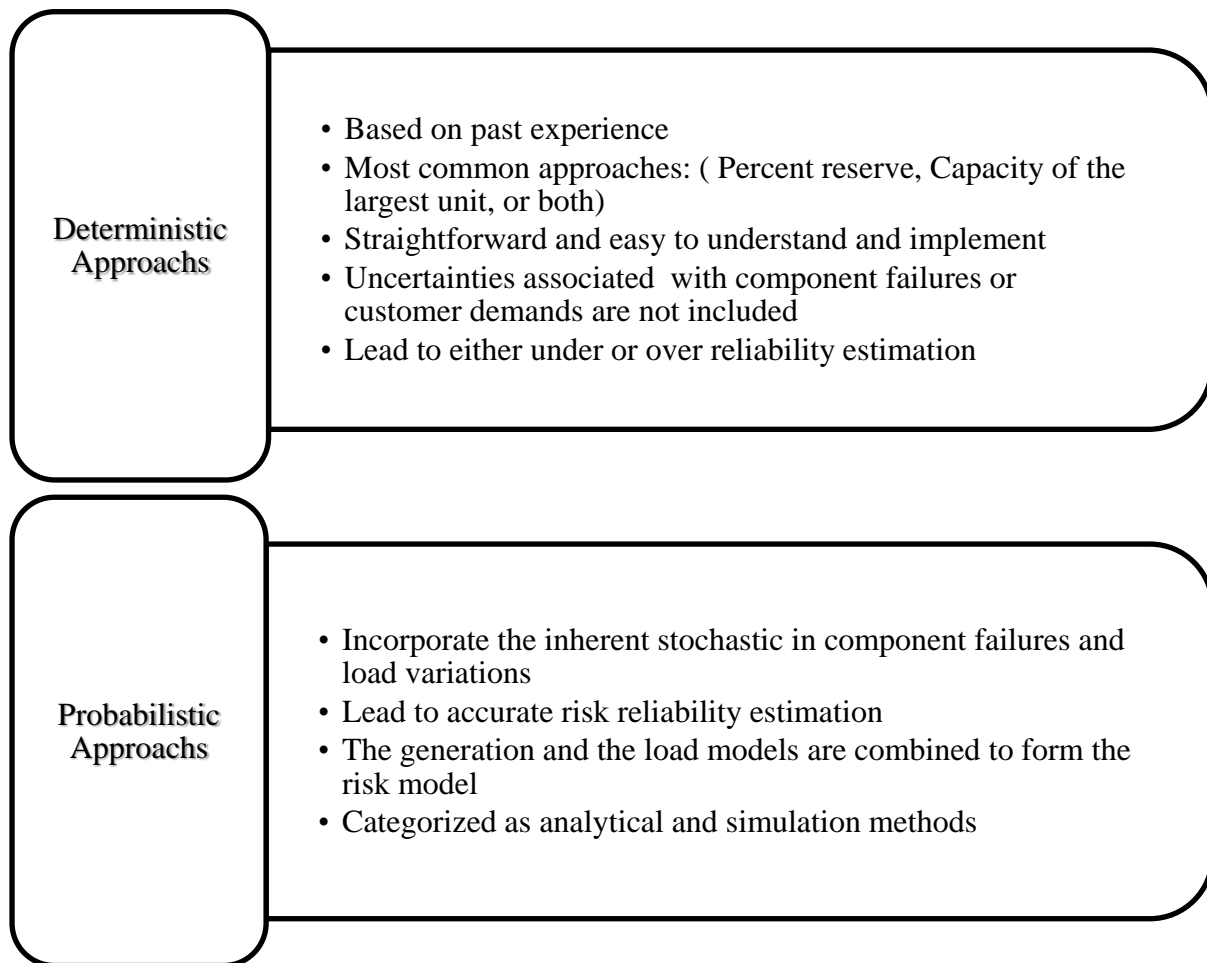 Deterministic
Approachs
• Based on past experience
• Most common approaches: ( Percent reserve, Capacity of the
largest unit, or both)
• Straightforward and easy to understand and implement
• Uncertainties associated  with component failures or
customer demands are not included
• Lead to either under or over reliability estimation
Probabilistic
Approachs
• Incorporate the inherent stochastic in component failures and
load variations
• Lead to accurate risk reliability estimation
• The generation and the load models are combined to form the
risk model
• Categorized as analytical and simulation methods